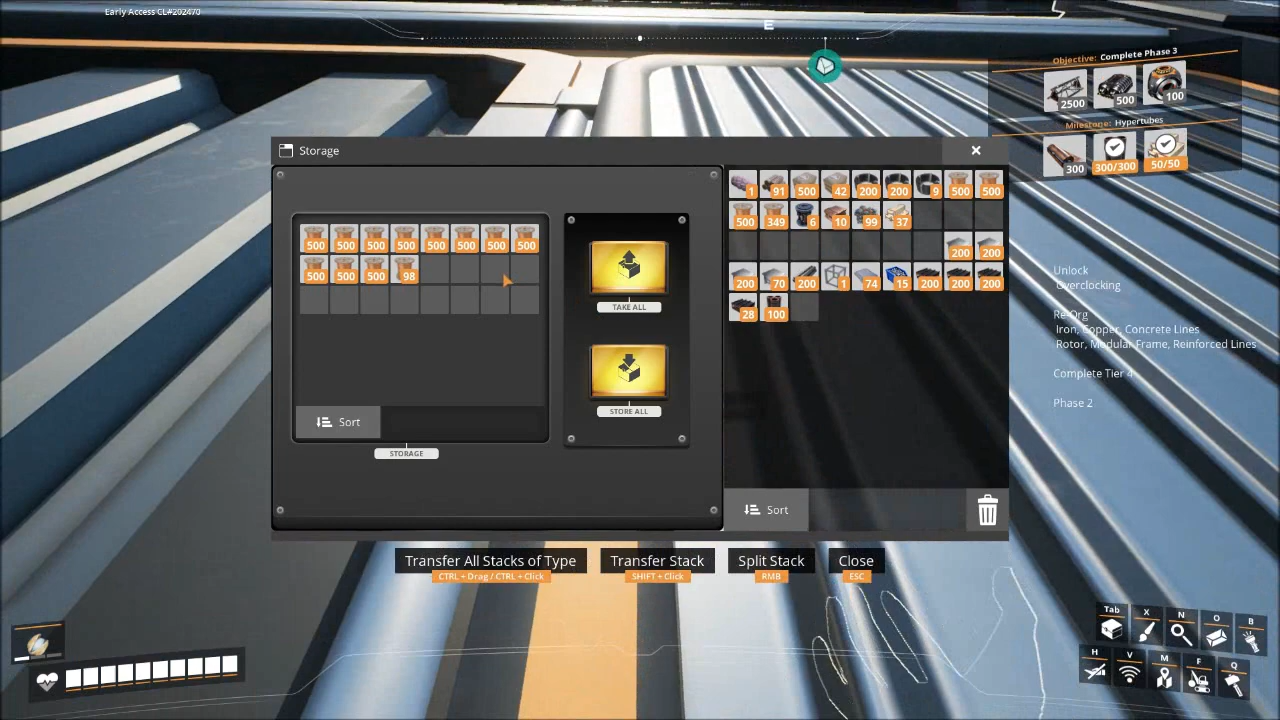 Early Access CL#202470
E
Objective: Complete Phase 3
2500 500 100
Milestone: Hypertubes
300 300/300 50/50
Storage
500 500 500 500 500 500 500 500
500 500 500 98
Sort
STORAGE
TAKE ALL
STORE ALL
1 91 500 42 200 200 9 500 500
500 349 6 10 99 37
200 200
200 70 200 1 74 15 200 200 200
28 100
Sort
Unlock
Overclocking
Re-Org
Iron, Copper, Concrete Lines
Rotor, Modular Frame, Reinforced Lines
Complete Tier 4
Phase 2
Transfer All Stacks of Type
CTRL + Drag / CTRL + Click
Transfer Stack
SHIFT + Click
Split Stack
RMB
Close
ESC
Tab X N O B
H V M F Q